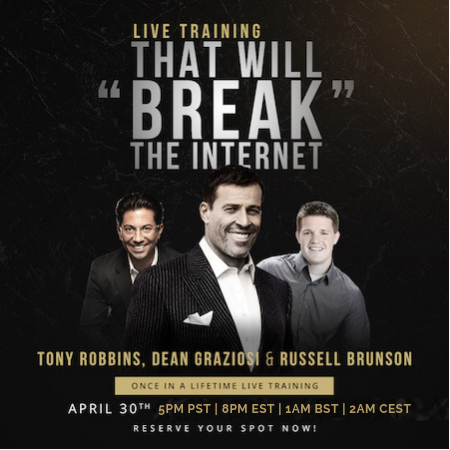 LIVE TRAINING
THAT WILL
"BREAK"
THE INTERNET
TONY ROBBINS, DEAN GRAZIOSI & RUSSELL BRUNSON
ONCE IN A LIFETIME LIVE TRAINING
APRIL 30TH 5PM PST | 8PM EST | 1AM BST | 2AM CEST
RESERVE YOUR SPOT NOW!